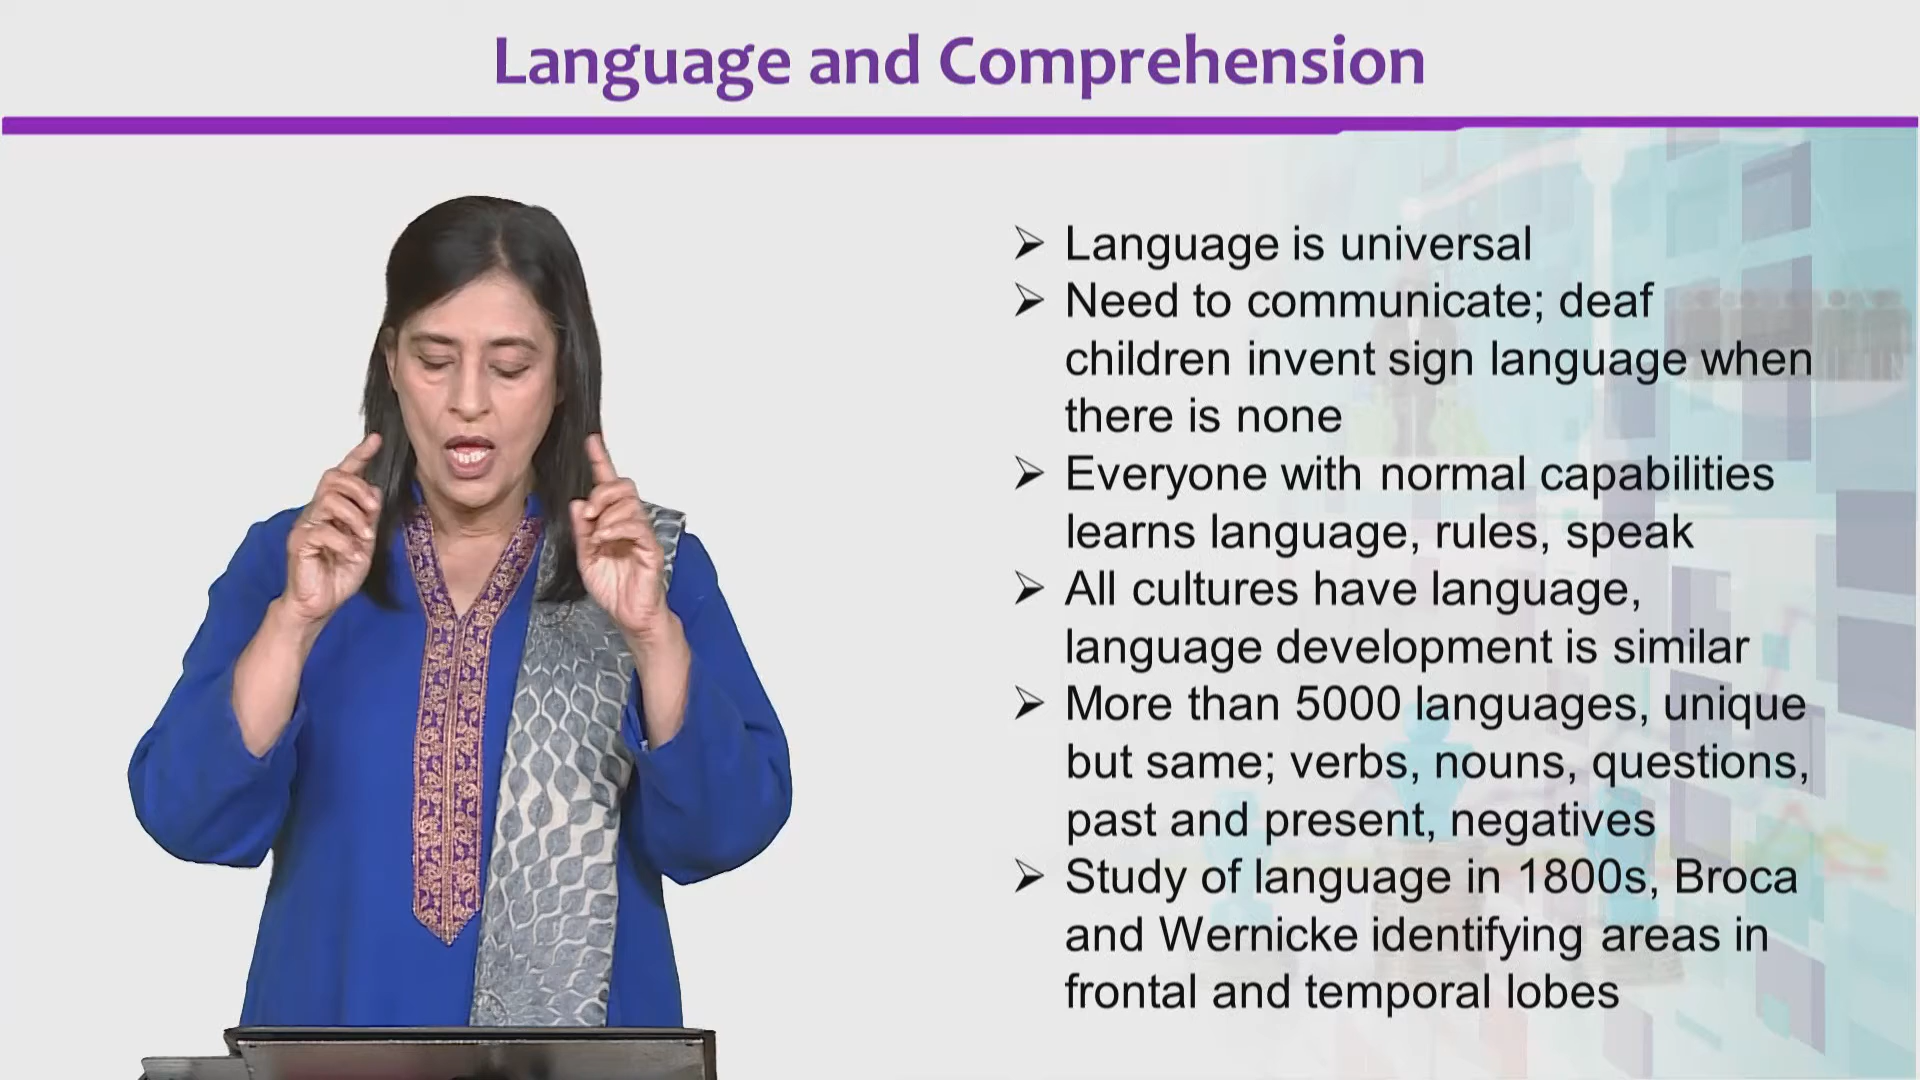 Language and Comprehension
➢ Language is universal
➢ Need to communicate; deaf
children invent sign language when
there is none
➢ Everyone with normal capabilities
learns language, rules, speak
➢ All cultures have language,
language development is similar
➢ More than 5000 languages, unique
but same; verbs, nouns, questions,
past and present, negatives
➢ Study of language in 1800s, Broca
and Wernicke identifying areas in
frontal and temporal lobes